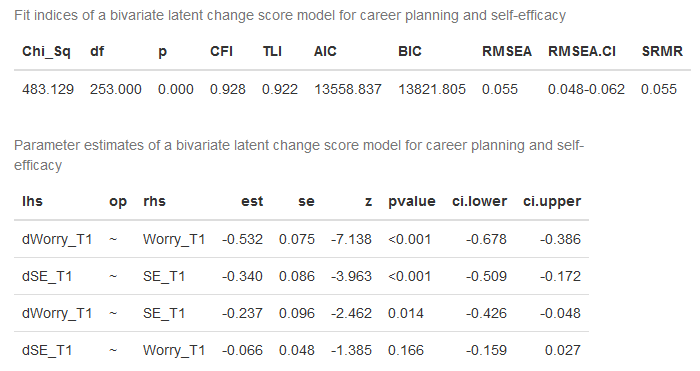 Fit indices of a bivariate latent change score model for career planning and self-efficacy
Chi_Sq df p CFI TLI AIC BIC RMSEA RMSEA.CI SRMR
483.129 253.000 0.000 0.928 0.922 13558.837 13821.805 0.055 0.048-0.062 0.055
Parameter estimates of a bivariate latent change score model for career planning and self-
efficacy
lhs op rhs est se z pvalue ci.lower ci.upper
dWorry_T1 ~ Worry_T1 -0.532 0.075 -7.138 <0.001 -0.678 -0.386
dSE_T1 ~ SE_T1 -0.340 0.086 -3.963 <0.001 -0.509 -0.172
dWorry_T1 ~ SE_T1 -0.237 0.096 -2.462 0.014 -0.426 -0.048
dSE_T1 ~ Worry_T1 -0.066 0.048 -1.385 0.166 -0.159 0.027